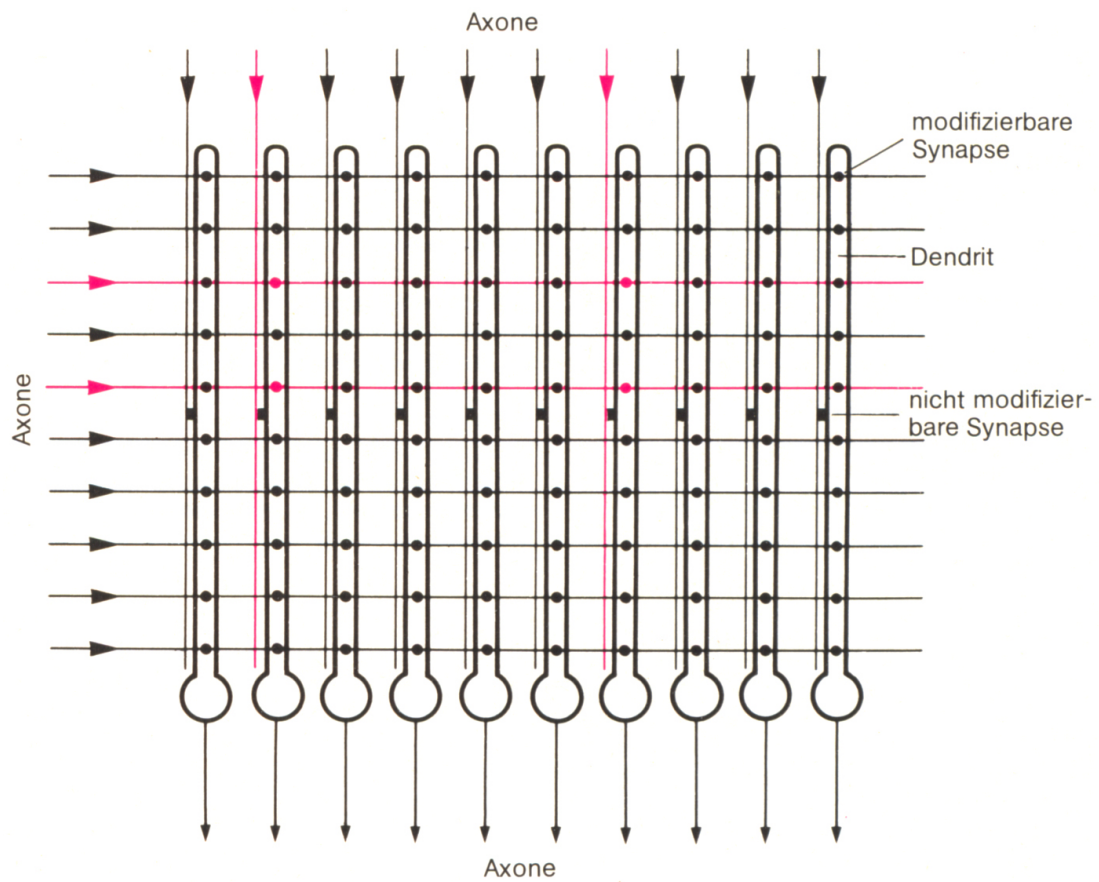 Axone
modifizierbare
Synapse
Dendrit
Axone
nicht modifizier-
bare Synapse
Axone